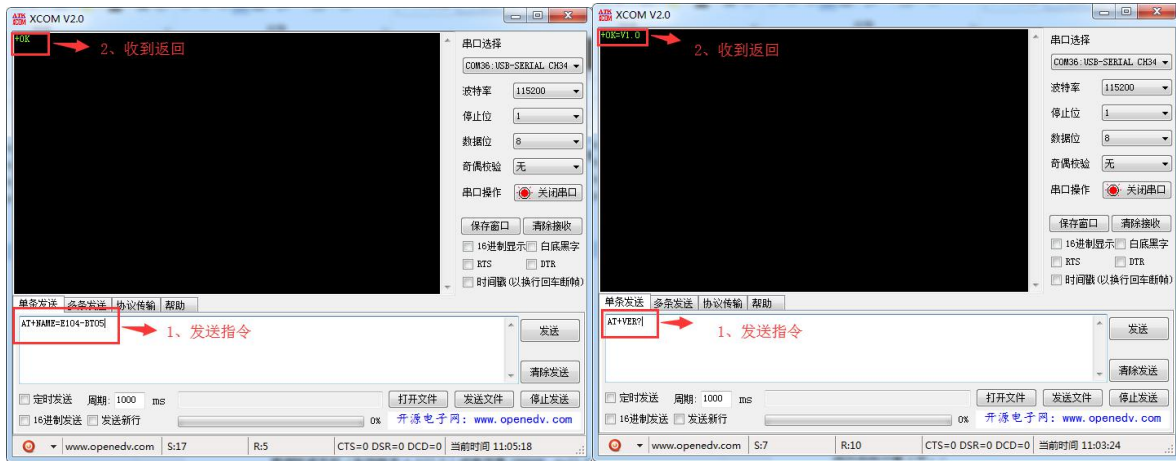 XCOM V2.0
+OK
2、收到返回
串口选择
COM36:USB-SERIAL CH34
波特率 115200
停止位 1
数据位 8
奇偶校验 无
串口操作 关闭串口
保存窗口 清除接收
16进制显示 白底黑字
RTS DTR
时间戳(以换行回车断帧)
单条发送 多条发送 协议传输 帮助
AT+NAME=E104-BT05
1、发送指令
发送
清除发送
定时发送 周期: 1000 ms 打开文件 发送文件 停止发送
16进制发送 发送新行 0% 开源电子网: www.openedv.com
www.openedv.com S:17 R:5 CTS=0 DSR=0 DCD=0 当前时间 11:05:18
XCOM V2.0
+OK=V1.0
2、收到返回
串口选择
COM36:USB-SERIAL CH34
波特率 115200
停止位 1
数据位 8
奇偶校验 无
串口操作 关闭串口
保存窗口 清除接收
16进制显示 白底黑字
RTS DTR
时间戳(以换行回车断帧)
单条发送 多条发送 协议传输 帮助
AT+VER?
1、发送指令
发送
清除发送
定时发送 周期: 1000 ms 打开文件 发送文件 停止发送
16进制发送 发送新行 0% 开源电子网: www.openedv.com
www.openedv.com S:7 R:10 CTS=0 DSR=0 DCD=0 当前时间 11:03:24